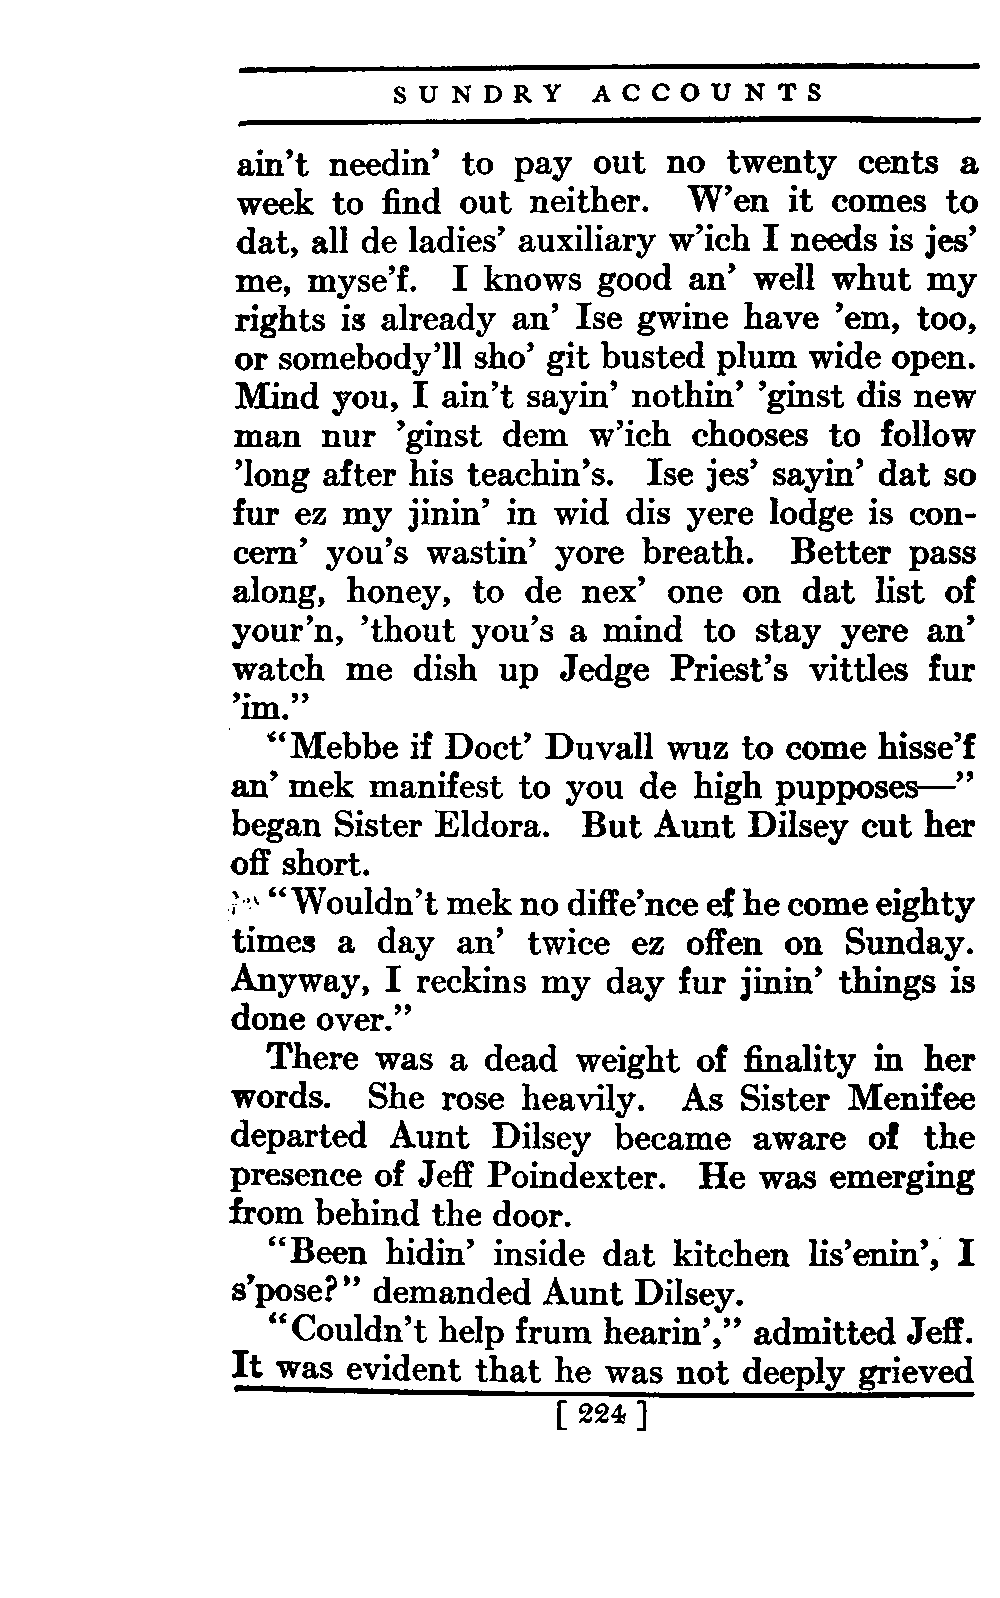 SUNDRY ACCOUNTS
ain't needin' to pay out no twenty cents a
week to find out neither. W'en it comes to
dat, all de ladies' auxiliary w'ich I needs is jes'
me, myse'f. I knows good an' well whut my
rights is already an' Ise gwine have 'em, too,
or somebody'll sho' git busted plum wide open.
Mind you, I ain't sayin' nothin' 'ginst dis new
man nur 'ginst dem w'ich chooses to follow
'long after his teachin's. Ise jes' sayin' dat so
fur ez my jinin' in wid dis yere lodge is con-
cern' you's wastin' yore breath. Better pass
along, honey, to de nex' one on dat list of
your'n, 'thout you's a mind to stay yere an'
watch me dish up Jedge Priest's vittles fur
'im."
"Mebbe if Doct' Duvall wuz to come hisse'f
an' mek manifest to you de high pupposes—"
began Sister Eldora. But Aunt Dilsey cut her
off short.
"Wouldn't mek no diffe'nce ef he come eighty
times a day an' twice ez offen on Sunday.
Anyway, I reckins my day fur jinin' things is
done over."
There was a dead weight of finality in her
words. She rose heavily. As Sister Menifee
departed Aunt Dilsey became aware of the
presence of Jeff Poindexter. He was emerging
from behind the door.
"Been hidin' inside dat kitchen lis'enin', I
s'pose?" demanded Aunt Dilsey.
"Couldn't help frum hearin'," admitted Jeff.
It was evident that he was not deeply grieved
[ 224 ]